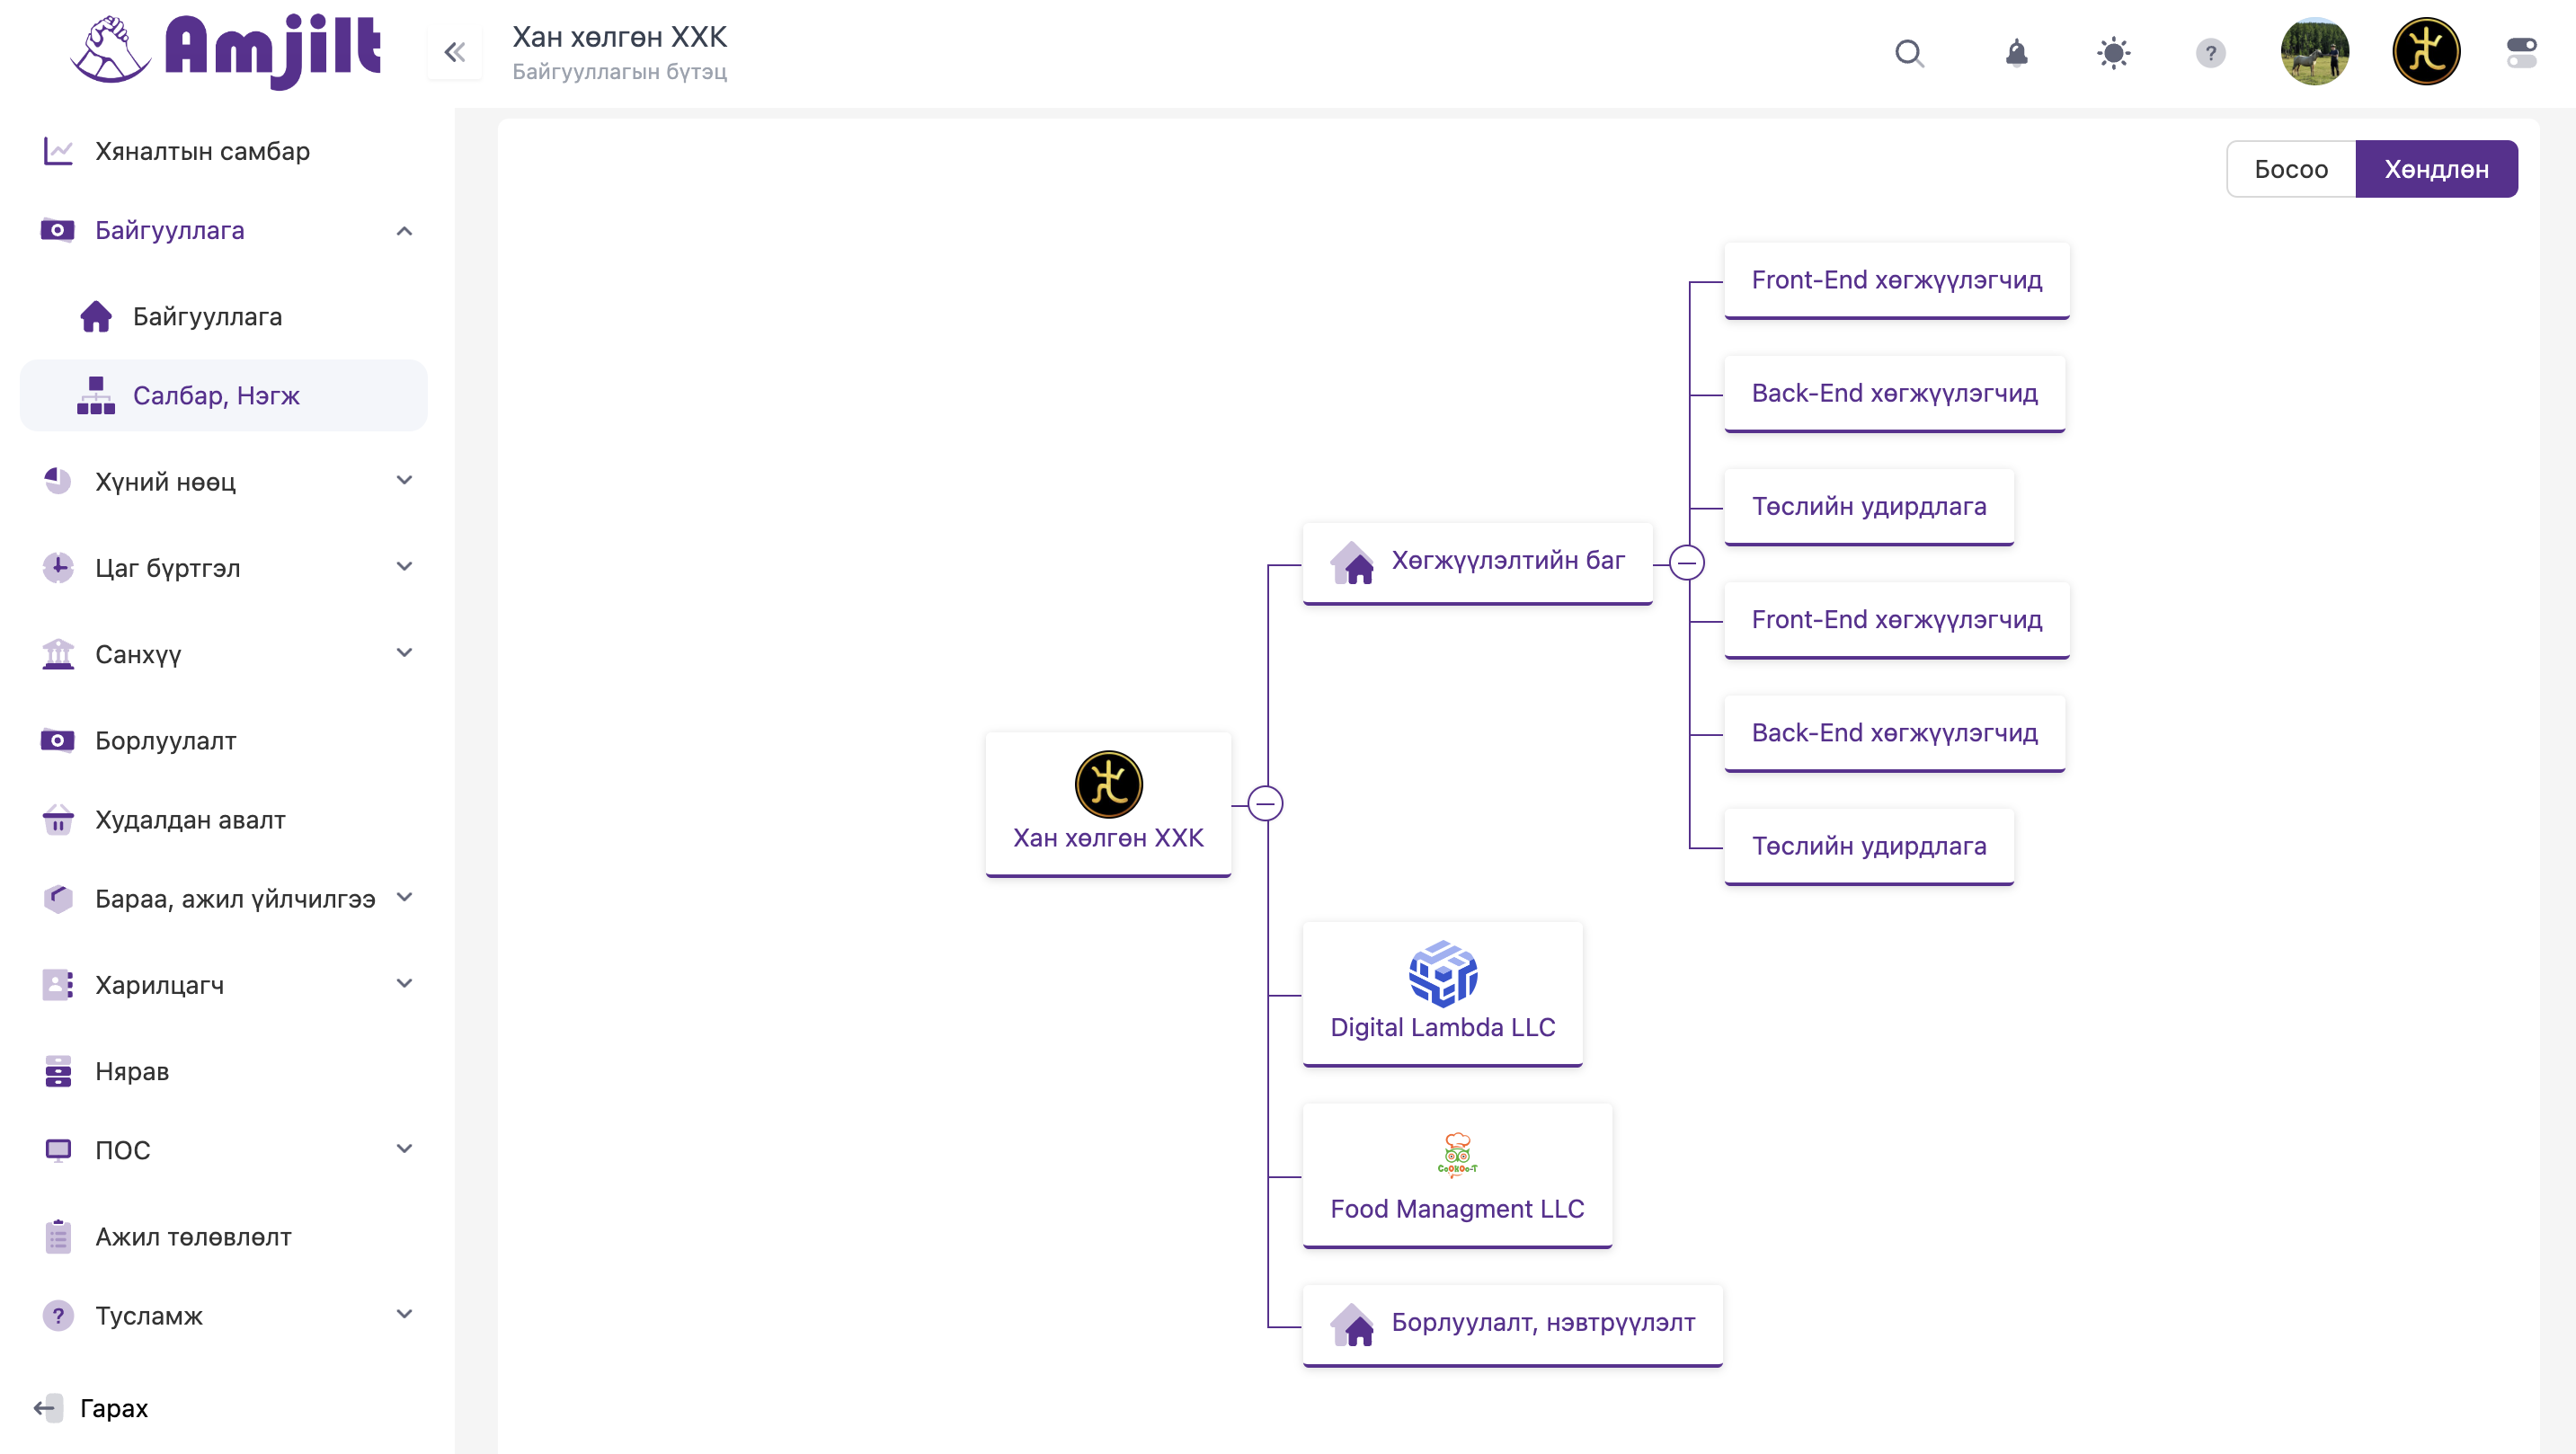 Amjilt
Хан хөлгөн ХХК
Байгууллагын бүтэц
Хяналтын самбар
Байгууллага
Байгууллага
Салбар, Нэгж
Хүний нөөц
Цаг бүртгэл
Санхүү
Борлуулалт
Худалдан авалт
Бараа, ажил үйлчилгээ
Харилцагч
Нярав
ПОС
Ажил төлөвлөлт
Тусламж
Гарах
Босоо
Хөндлөн
Хан хөлгөн ХХК
Хөгжүүлэлтийн баг
Front-End хөгжүүлэгчид
Back-End хөгжүүлэгчид
Төслийн удирдлага
Front-End хөгжүүлэгчид
Back-End хөгжүүлэгчид
Төслийн удирдлага
Digital Lambda LLC
CoOKOo-T
Food Managment LLC
Борлуулалт, нэвтрүүлэлт